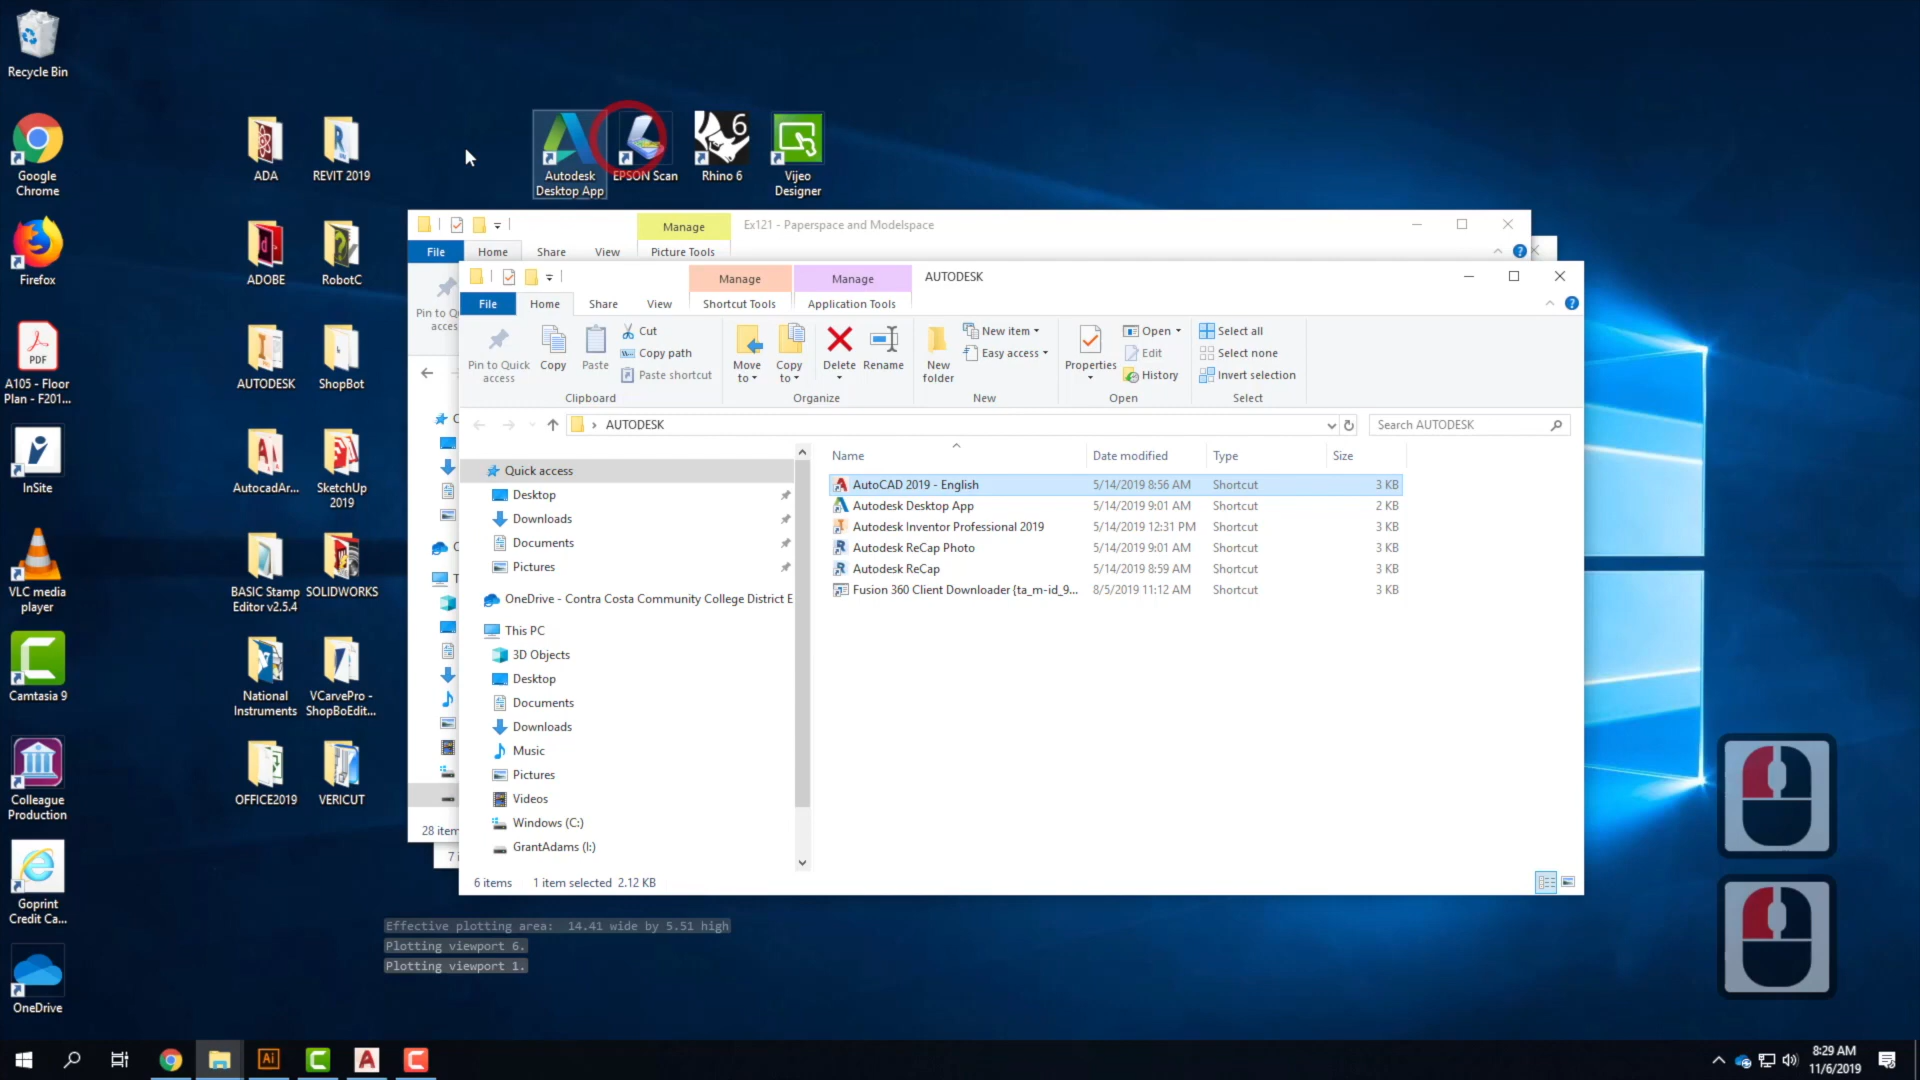 Recycle Bin
Google
Chrome
Firefox
PDF
A105 - Floor
Plan - F201...
InSite
VLC media
player
Camtasia 9
Colleague
Production
Goprint
Credit Ca...
OneDrive
ADA
REVIT 2019
ADOBE
RobotC
AUTODESK
ShopBot
AutocadAr...
SketchUp
2019
BASIC Stamp
Editor v2.5.4
SOLIDWORKS
National
Instruments
VCarvePro -
ShopBoEdit...
OFFICE2019
VERICUT
Autodesk
Desktop App
EPSON Scan
6
Rhino 6
Vijeo
Designer
Manage
Ex121 - Paperspace and Modelspace
File Home Share View Picture Tools
Pin to Q
acces
28 item
7 i
Manage Manage AUTODESK
File Home Share View Shortcut Tools Application Tools
Pin to Quick
access
Copy
Paste
Cut
Copy path
Paste shortcut
Clipboard
Move
to
Copy
to
Delete
Rename
Organize
New
folder
New item
Easy access
New
Properties
Open
Edit
History
Open
Select all
Select none
Invert selection
Select
AUTODESK
Search AUTODESK
Quick access
Desktop
Downloads
Documents
Pictures
OneDrive - Contra Costa Community College District E
This PC
3D Objects
Desktop
Documents
Downloads
Music
Pictures
Videos
Windows (C:)
GrantAdams (I:)
Name Date modified Type Size
AutoCAD 2019 - English 5/14/2019 8:56 AM Shortcut 3 KB
Autodesk Desktop App 5/14/2019 9:01 AM Shortcut 2 KB
Autodesk Inventor Professional 2019 5/14/2019 12:31 PM Shortcut 3 KB
Autodesk ReCap Photo 5/14/2019 9:01 AM Shortcut 3 KB
Autodesk ReCap 5/14/2019 8:59 AM Shortcut 3 KB
Fusion 360 Client Downloader {ta_m-id_9... 8/5/2019 11:12 AM Shortcut 3 KB
6 items 1 item selected 2.12 KB
Effective plotting area:  14.41 wide by 5.51 high
Plotting viewport 6.
Plotting viewport 1.
Ai
8:29 AM
11/6/2019